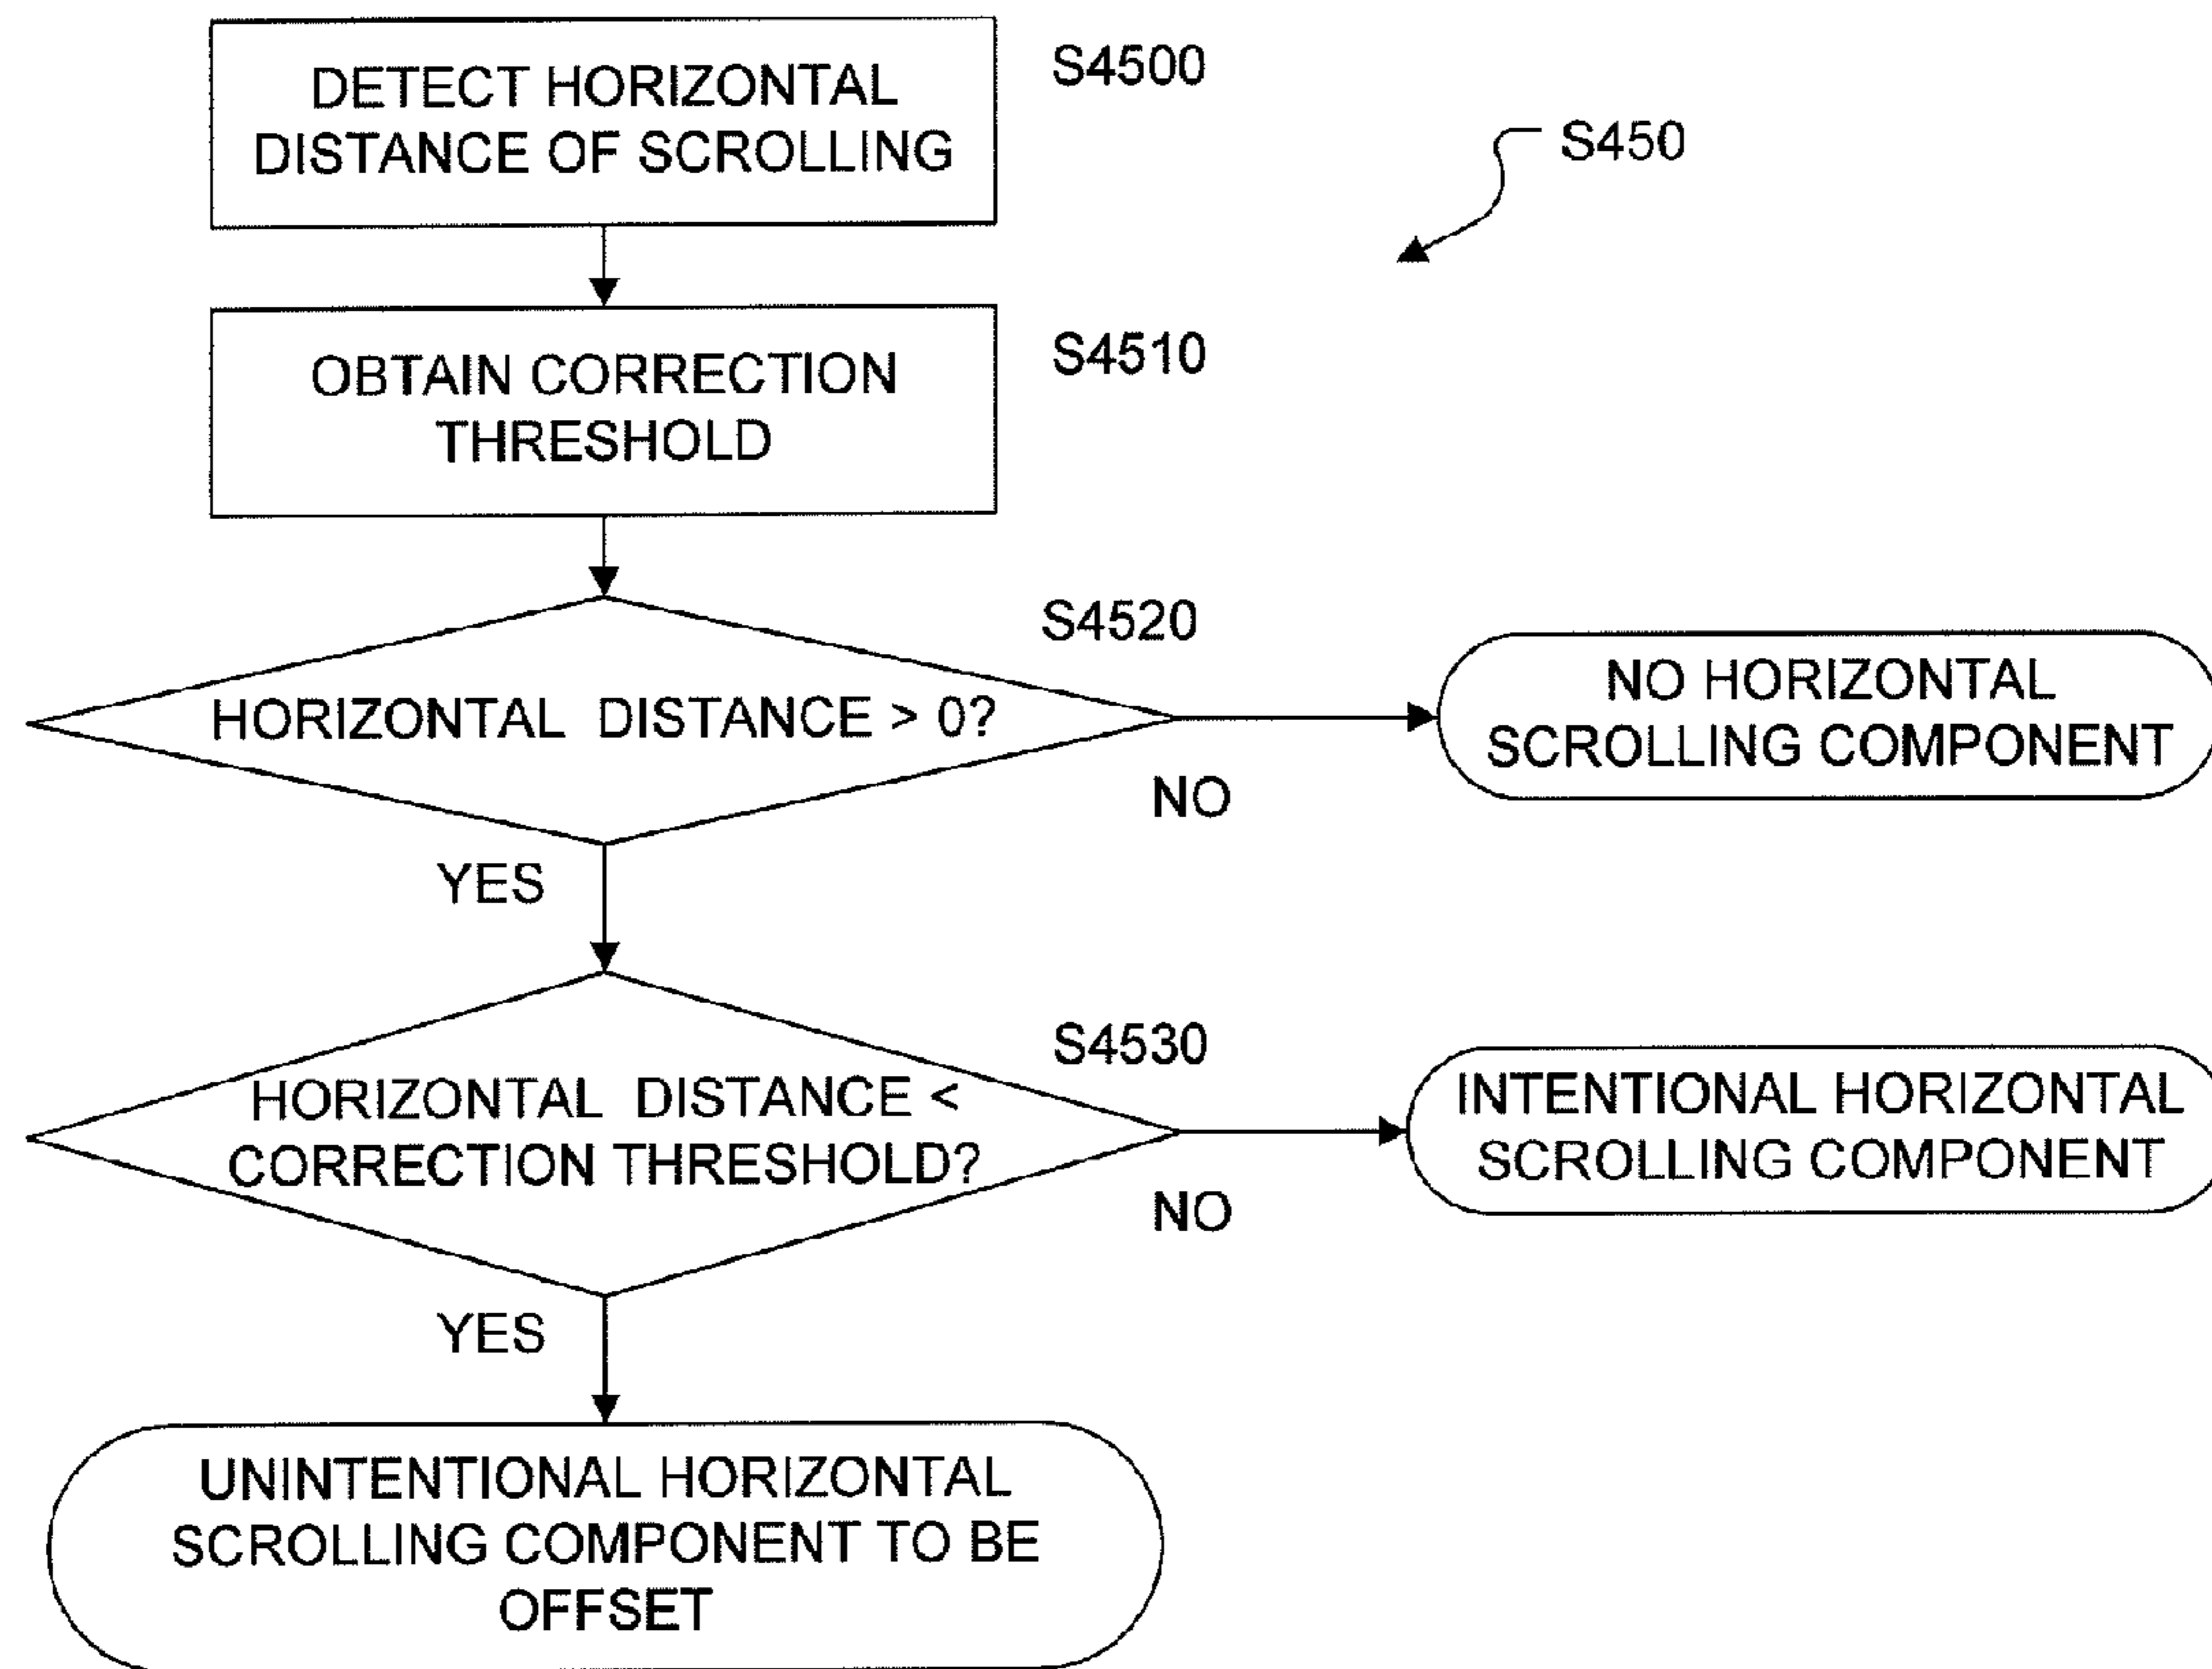 DETECT HORIZONTAL
DISTANCE OF SCROLLING
S4500
S450
OBTAIN CORRECTION
THRESHOLD
S4510
HORIZONTAL DISTANCE > 0?
S4520
NO
NO HORIZONTAL
SCROLLING COMPONENT
YES
HORIZONTAL DISTANCE <
CORRECTION THRESHOLD?
S4530
NO
INTENTIONAL HORIZONTAL
SCROLLING COMPONENT
YES
UNINTENTIONAL HORIZONTAL
SCROLLING COMPONENT TO BE
OFFSET